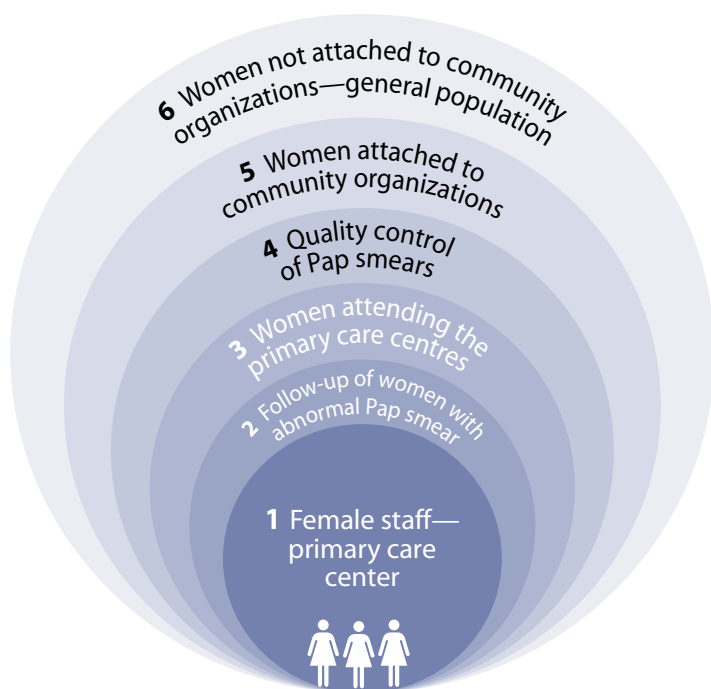 6 Women not attached to community
organizations—general population
5 Women attached to
community organizations
4 Quality control
of Pap smears
3 Women attending the
primary care centres
2 Follow-up of women with
abnormal Pap smear
1 Female staff—
primary care
center